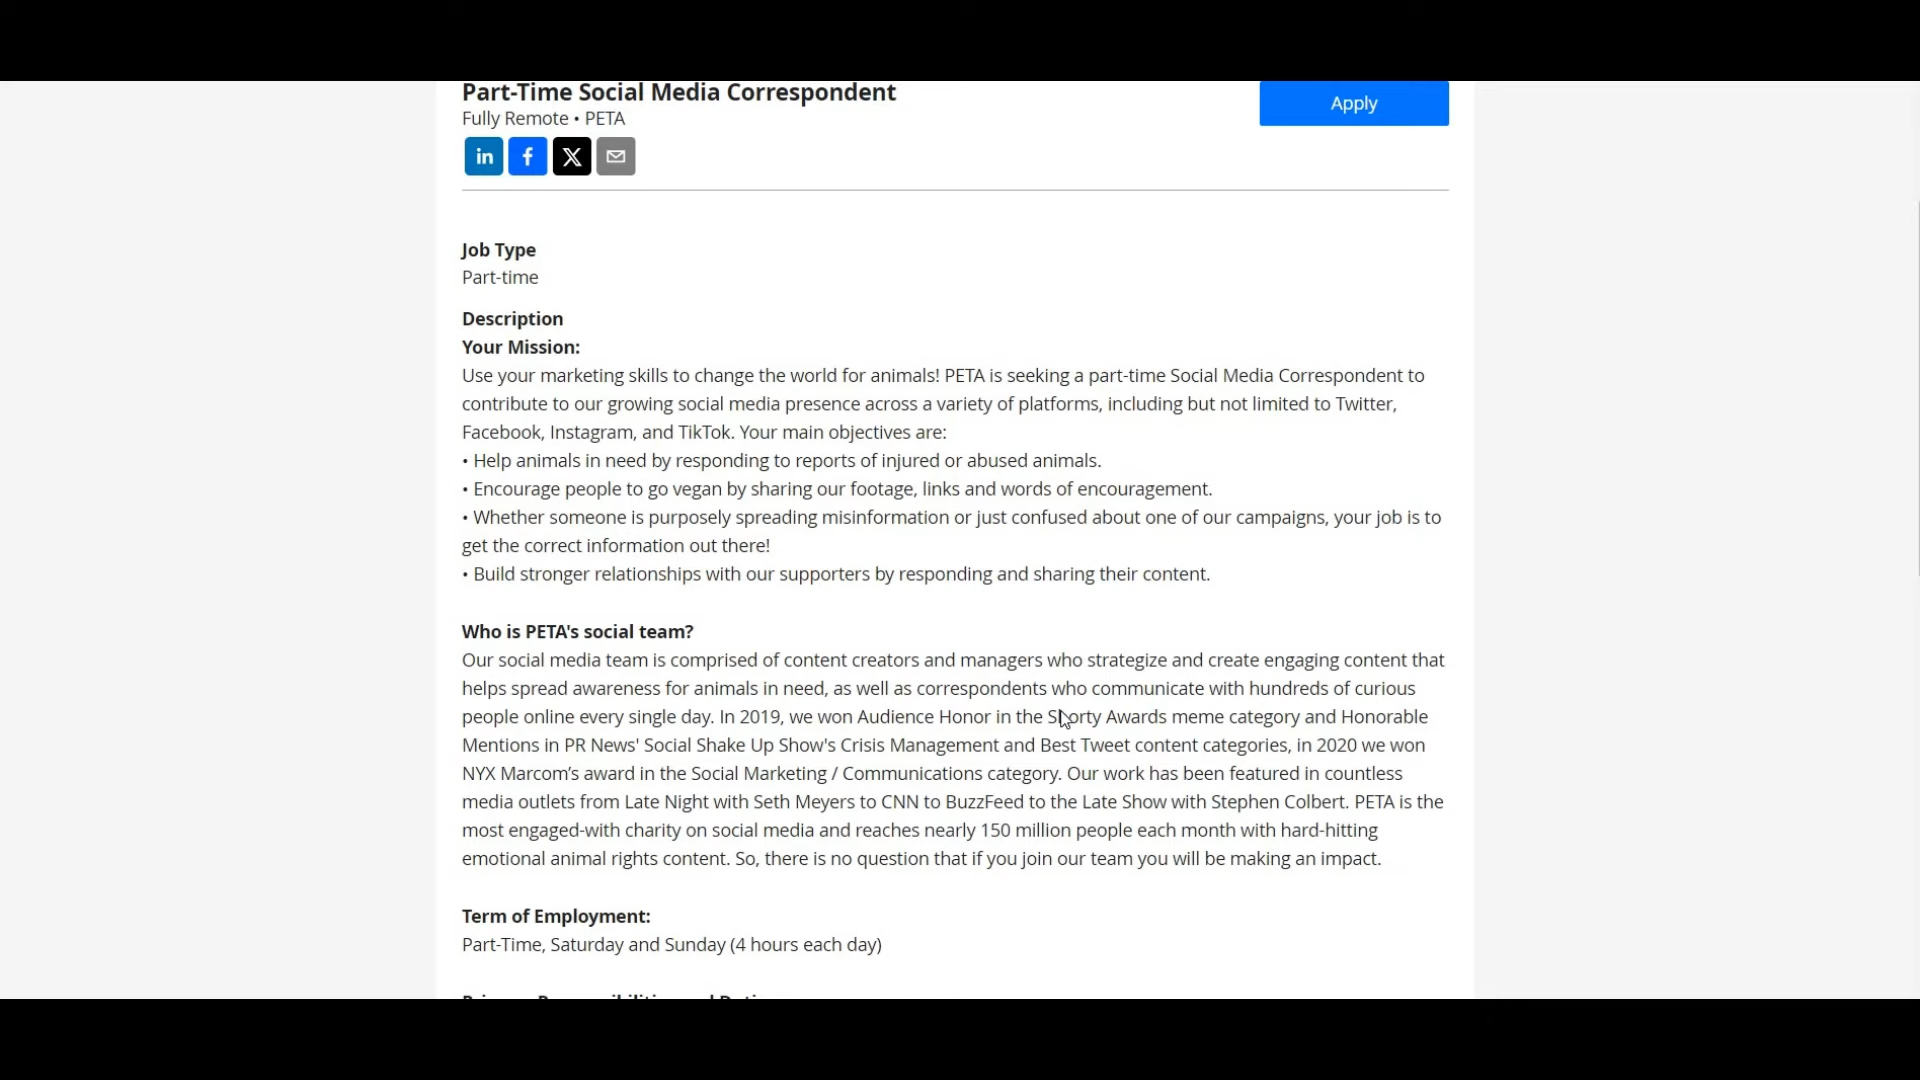 Part-Time Social Media Correspondent
Apply
Fully Remote • PETA
Job Type
Part-time
Description
Your Mission:
Use your marketing skills to change the world for animals! PETA is seeking a part-time Social Media Correspondent to
contribute to our growing social media presence across a variety of platforms, including but not limited to Twitter,
Facebook, Instagram, and TikTok. Your main objectives are:
• Help animals in need by responding to reports of injured or abused animals.
• Encourage people to go vegan by sharing our footage, links and words of encouragement.
• Whether someone is purposely spreading misinformation or just confused about one of our campaigns, your job is to
get the correct information out there!
• Build stronger relationships with our supporters by responding and sharing their content.
Who is PETA's social team?
Our social media team is comprised of content creators and managers who strategize and create engaging content that
helps spread awareness for animals in need, as well as correspondents who communicate with hundreds of curious
people online every single day. In 2019, we won Audience Honor in the Shorty Awards meme category and Honorable
Mentions in PR News' Social Shake Up Show's Crisis Management and Best Tweet content categories, in 2020 we won
NYX Marcom’s award in the Social Marketing / Communications category. Our work has been featured in countless
media outlets from Late Night with Seth Meyers to CNN to BuzzFeed to the Late Show with Stephen Colbert. PETA is the
most engaged-with charity on social media and reaches nearly 150 million people each month with hard-hitting
emotional animal rights content. So, there is no question that if you join our team you will be making an impact.
Term of Employment:
Part-Time, Saturday and Sunday (4 hours each day)